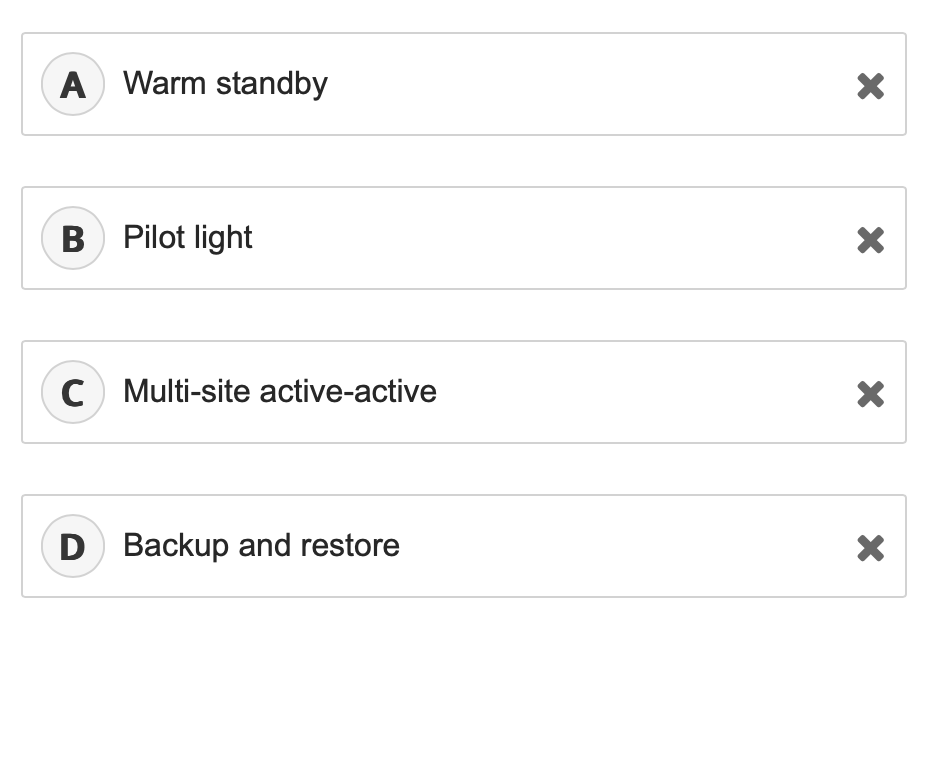 A Warm standby
B Pilot light
C Multi-site active-active
D Backup and restore